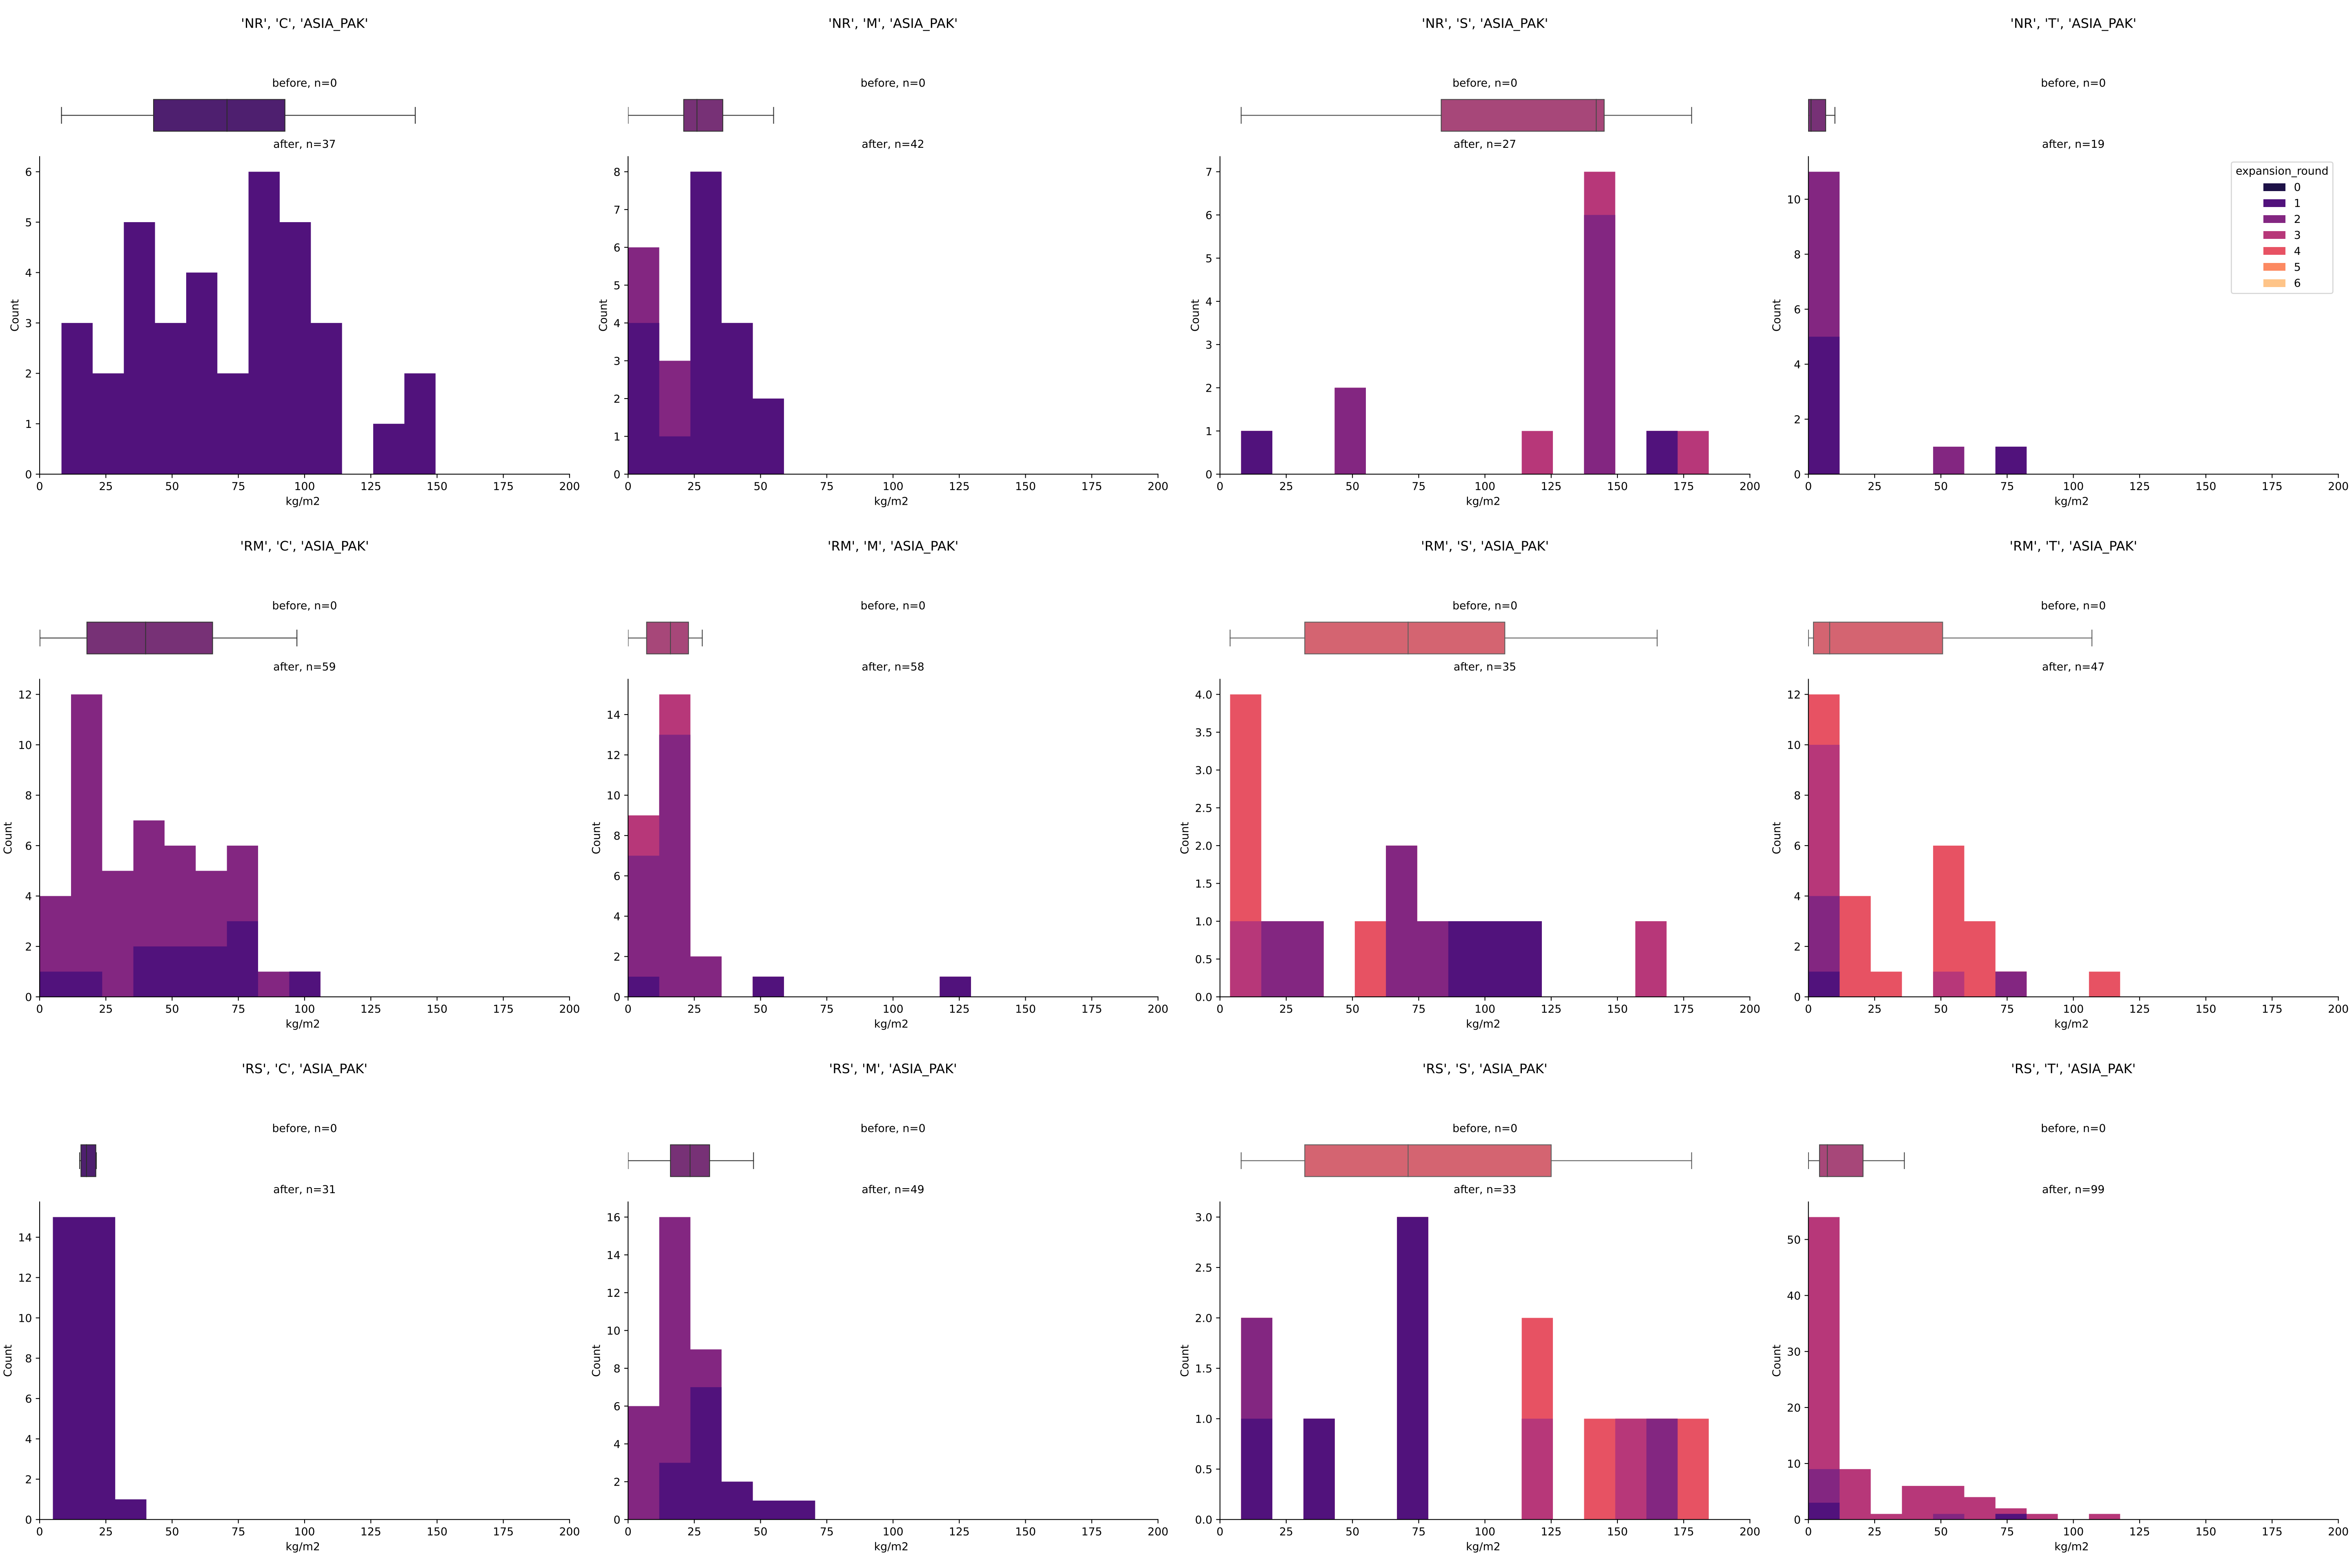 'NR', 'C', 'ASIA_PAK'
before, n=0
after, n=37
Count
6
5
4
3
2
1
0
0 25 50 75 100 125 150 175 200
kg/m2
'NR', 'M', 'ASIA_PAK'
before, n=0
after, n=42
Count
8
7
6
5
4
3
2
1
0
0 25 50 75 100 125 150 175 200
kg/m2
'NR', 'S', 'ASIA_PAK'
before, n=0
after, n=27
Count
7
6
5
4
3
2
1
0
0 25 50 75 100 125 150 175 200
kg/m2
'NR', 'T', 'ASIA_PAK'
before, n=0
after, n=19
expansion_round
0
1
2
3
4
5
6
Count
10
8
6
4
2
0
0 25 50 75 100 125 150 175 200
kg/m2
'RM', 'C', 'ASIA_PAK'
before, n=0
after, n=59
Count
12
10
8
6
4
2
0
0 25 50 75 100 125 150 175 200
kg/m2
'RM', 'M', 'ASIA_PAK'
before, n=0
after, n=58
Count
14
12
10
8
6
4
2
0
0 25 50 75 100 125 150 175 200
kg/m2
'RM', 'S', 'ASIA_PAK'
before, n=0
after, n=35
Count
4.0
3.5
3.0
2.5
2.0
1.5
1.0
0.5
0.0
0 25 50 75 100 125 150 175 200
kg/m2
'RM', 'T', 'ASIA_PAK'
before, n=0
after, n=47
Count
12
10
8
6
4
2
0
0 25 50 75 100 125 150 175 200
kg/m2
'RS', 'C', 'ASIA_PAK'
before, n=0
after, n=31
Count
14
12
10
8
6
4
2
0
0 25 50 75 100 125 150 175 200
kg/m2
'RS', 'M', 'ASIA_PAK'
before, n=0
after, n=49
Count
16
14
12
10
8
6
4
2
0
0 25 50 75 100 125 150 175 200
kg/m2
'RS', 'S', 'ASIA_PAK'
before, n=0
after, n=33
Count
3.0
2.5
2.0
1.5
1.0
0.5
0.0
0 25 50 75 100 125 150 175 200
kg/m2
'RS', 'T', 'ASIA_PAK'
before, n=0
after, n=99
Count
50
40
30
20
10
0
0 25 50 75 100 125 150 175 200
kg/m2